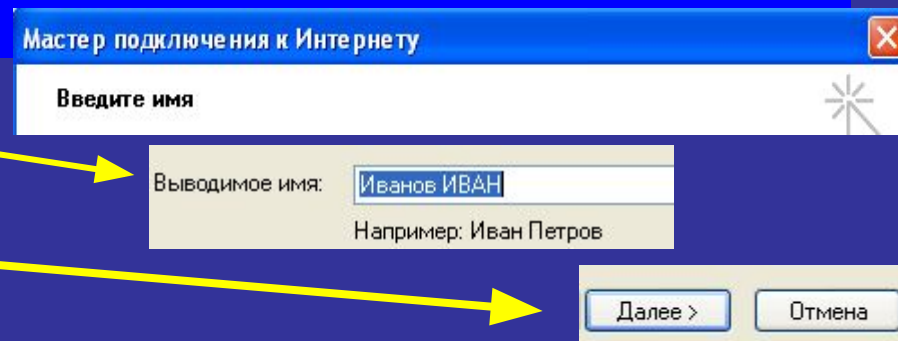 Мастер подключения к Интернету
Введите имя
Выводимое имя: Иванов ИВАН
Например: Иван Петров
Далее > Отмена